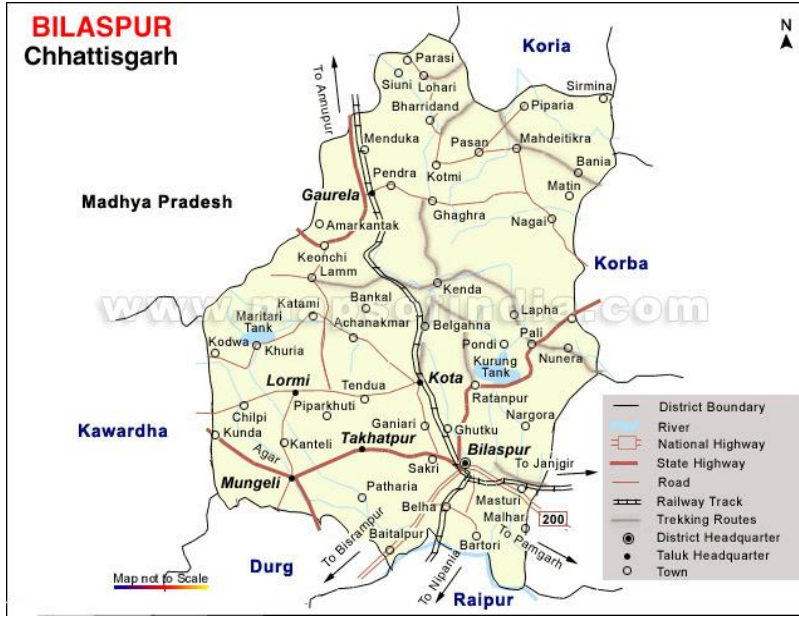 BILASPUR
Chhattisgarh
N
Koria
Parasi
Siuni
Lohari
Sirmina
To Annupur
Bharridand
Piparia
Menduka
Pasan
Mahdeitikra
Pendra
Kotmi
Bania
Matin
Madhya Pradesh
Gaurela
Ghaghra
Nagai
Amarkantak
Keonchi
Korba
Lamm
Kenda
www.mapsofindia.com
Bankal
Katami
Lapha
Maritari
Tank
Achanakmar
Belgahna
Pali
Kodwa
Khuria
Pondi
Nunera
Kurung
Tank
Lormi
Tendua
Kota
Ratanpur
Chilpi
Piparkhuti
Nargora
Ganiari
Ghutku
Kawardha
Kunda
Kanteli
Takhatpur
Agar
Bilaspur
Sakri
To Janjgir
Mungeli
Patharia
Masturi
Belha
Malhar
200
To Bisrampur
Baitalpur
Bartori
To Pamgarh
Durg
To Nipania
Raipur
Map not to Scale
District Boundary
River
National Highway
State Highway
Road
Railway Track
Trekking Routes
District Headquarter
Taluk Headquarter
Town